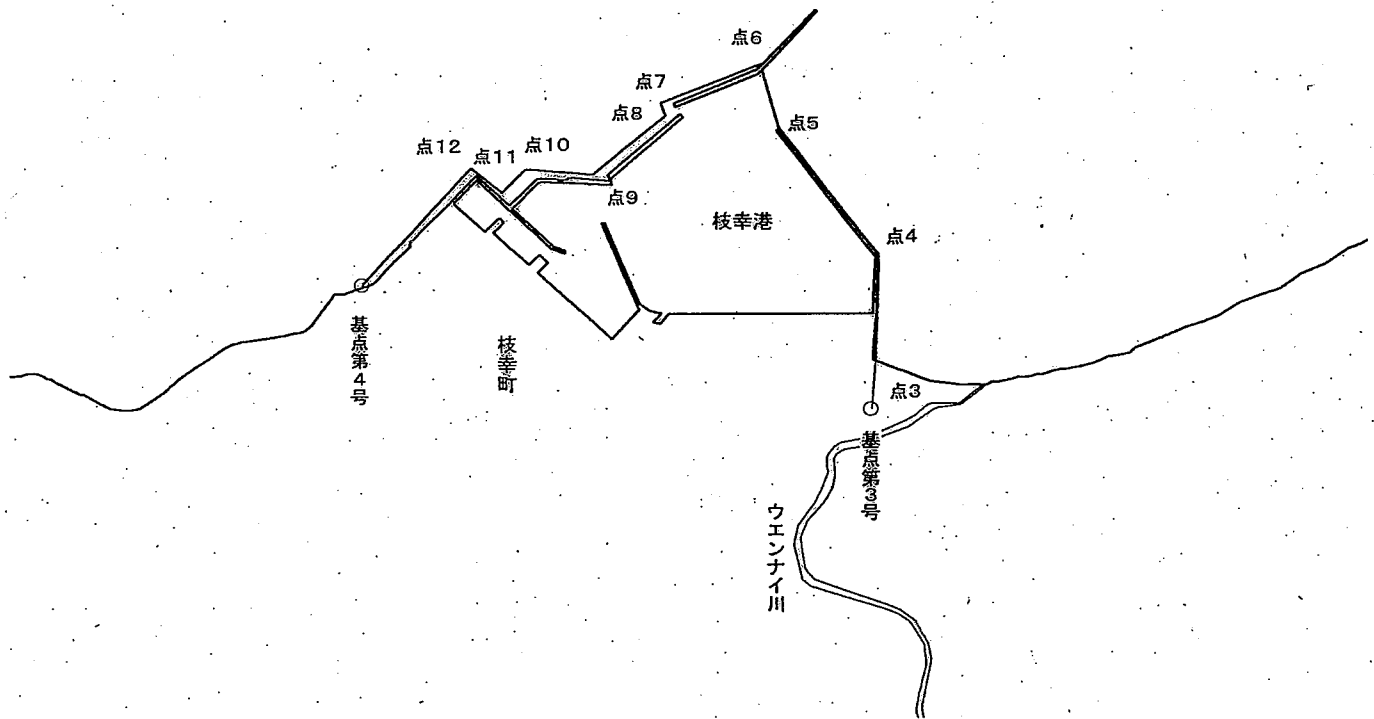 点6
点7
点8
点5
点12
点11
点10
点9
枝幸港
点4
基点第4号
枝幸町
点3
基点第3号
ウエンナイ川